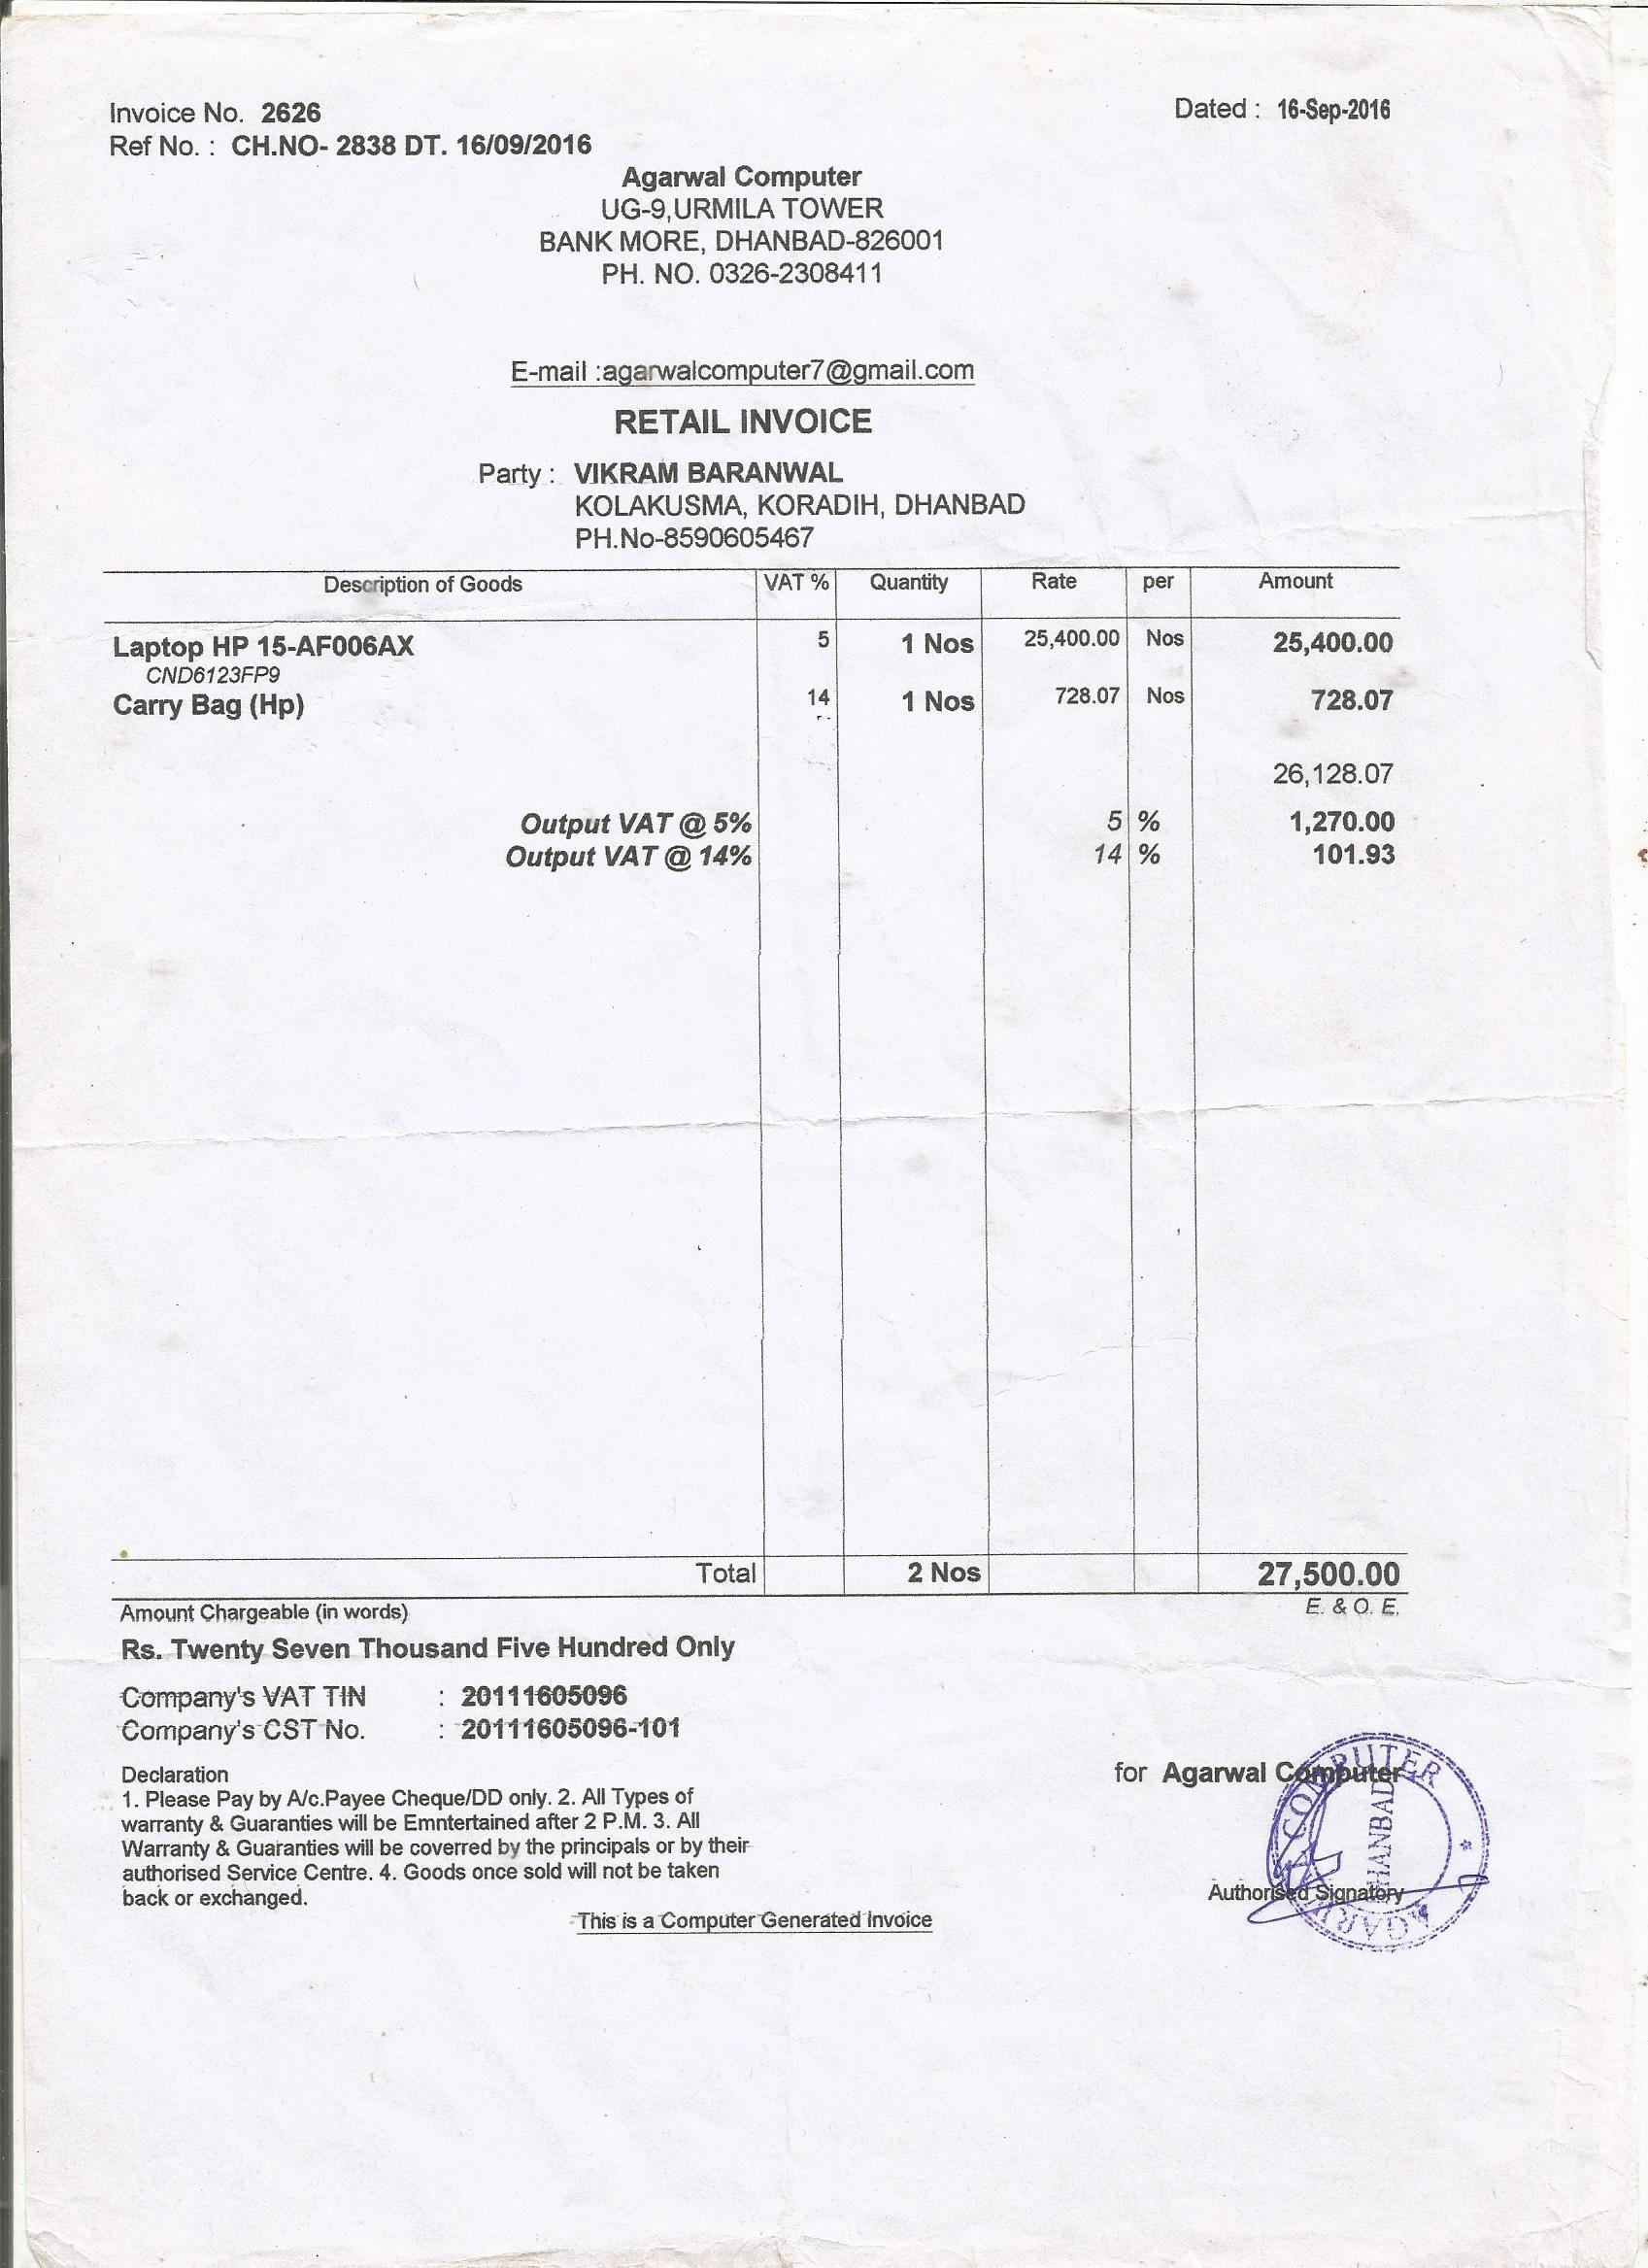 Invoice No. 2626
Dated : 16-Sep-2016
Ref No. : CH.NO- 2838 DT. 16/09/2016
Agarwal Computer
UG-9,URMILA TOWER
BANK MORE, DHANBAD-826001
PH. NO. 0326-2308411
E-mail :agarwalcomputer7@gmail.com
RETAIL INVOICE
Party : VIKRAM BARANWAL
KOLAKUSMA, KORADIH, DHANBAD
PH.No-8590605467
Description of Goods VAT % Quantity Rate per Amount
Laptop HP 15-AF006AX 5 1 Nos 25,400.00 Nos 25,400.00
CND6123FP9
Carry Bag (Hp) 14 1 Nos 728.07 Nos 728.07
26,128.07
Output VAT @ 5% 5 % 1,270.00
Output VAT @ 14% 14 % 101.93
Total 2 Nos 27,500.00
Amount Chargeable (in words) E. & O. E.
Rs. Twenty Seven Thousand Five Hundred Only
Company's VAT TIN : 20111605096
Company's CST No. : 20111605096-101
Declaration
1. Please Pay by A/c.Payee Cheque/DD only. 2. All Types of
warranty & Guaranties will be Emntertained after 2 P.M. 3. All
Warranty & Guaranties will be coverred by the principals or by their
authorised Service Centre. 4. Goods once sold will not be taken
back or exchanged.
for Agarwal Computer
COMPUTER
DHANBAD
Authorised Signatory
This is a Computer Generated Invoice